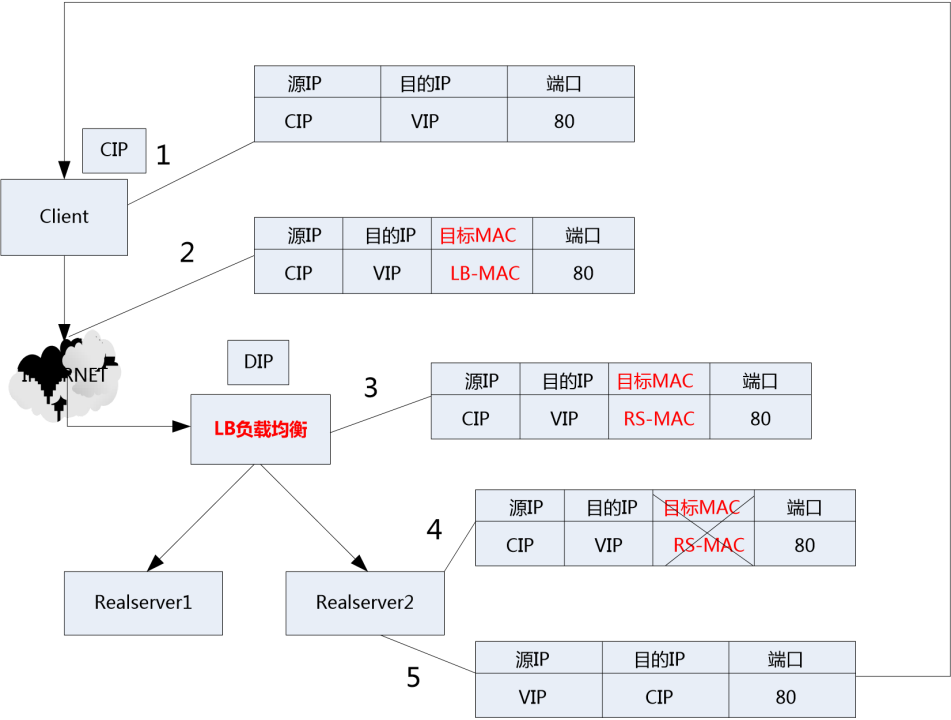 源IP 目的IP 端口
CIP VIP 80
CIP
1
Client
2
源IP 目的IP 目标MAC 端口
CIP VIP LB-MAC 80
DIP
3
源IP 目的IP 目标MAC 端口
CIP VIP RS-MAC 80
LB负载均衡
4
源IP 目的IP 目标MAC 端口
CIP VIP RS-MAC 80
Realserver1
Realserver2
5
源IP 目的IP 端口
VIP CIP 80